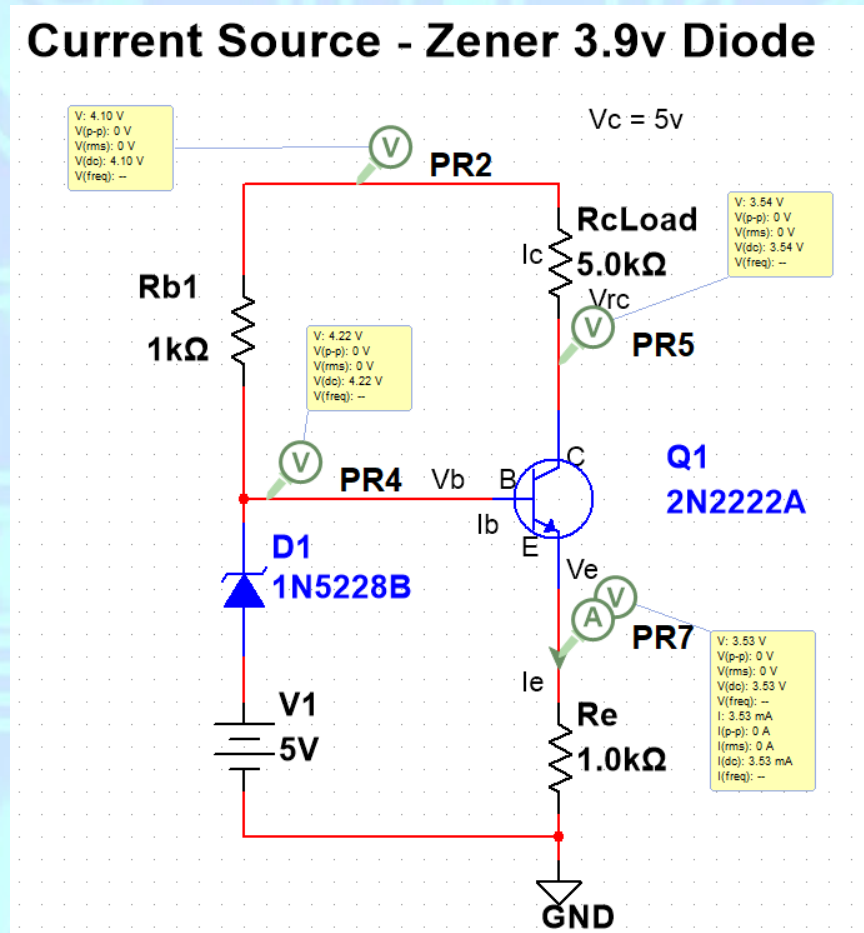 Current Source - Zener 3.9v Diode
V: 4.10 V
V(p-p): 0 V
V(rms): 0 V
V(dc): 4.10 V
V(freq): --
V
PR2
Vc = 5v
Rb1
1kΩ
RcLoad
Ic
5.0kΩ
Vrc
V: 3.54 V
V(p-p): 0 V
V(rms): 0 V
V(dc): 3.54 V
V(freq): --
V
PR5
V: 4.22 V
V(p-p): 0 V
V(rms): 0 V
V(dc): 4.22 V
V(freq): --
V
PR4
Vb
B
Ib
C
E
Q1
2N2222A
D1
1N5228B
Ve
V
A
PR7
V: 3.53 V
V(p-p): 0 V
V(rms): 0 V
V(dc): 3.53 V
V(freq): --
I: 3.53 mA
I(p-p): 0 A
I(rms): 0 A
I(dc): 3.53 mA
I(freq): --
Ie
V1
5V
Re
1.0kΩ
GND